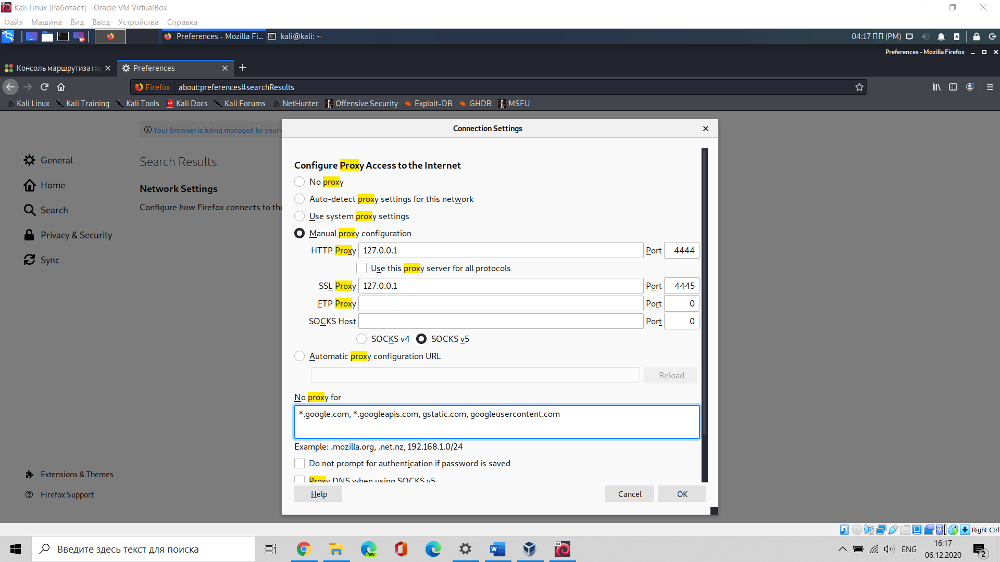 Kali Linux [Работает] - Oracle VM VirtualBox
Файл Машина Вид Ввод Устройства Справка
Preferences - Mozilla Fi... kali@kali: ~ 04:17 ПП (PM)
Preferences - Mozilla Firefox
Консоль маршрутизатор Preferences
Firefox about:preferences#searchResults
Kali Linux Kali Training Kali Tools Kali Docs Kali Forums NetHunter Offensive Security Exploit-DB GHDB MSFU
Your browser is being managed by your
Connection Settings
General
Home
Search
Privacy & Security
Sync
Extensions & Themes
Firefox Support
Search Results
Network Settings
Configure how Firefox connects to the
Configure Proxy Access to the Internet
No proxy
Auto-detect proxy settings for this network
Use system proxy settings
Manual proxy configuration
HTTP Proxy 127.0.0.1 Port 4444
Use this proxy server for all protocols
SSL Proxy 127.0.0.1 Port 4445
FTP Proxy Port 0
SOCKS Host Port 0
SOCKS v4 SOCKS v5
Automatic proxy configuration URL
Reload
No proxy for
*.google.com, *.googleapis.com, gstatic.com, googleusercontent.com
Example: .mozilla.org, .net.nz, 192.168.1.0/24
Do not prompt for authentication if password is saved
Proxy DNS when using SOCKS v5
Help Cancel OK
Right Ctrl
Введите здесь текст для поиска
DEV
64
ENG
16:17
06.12.2020
2